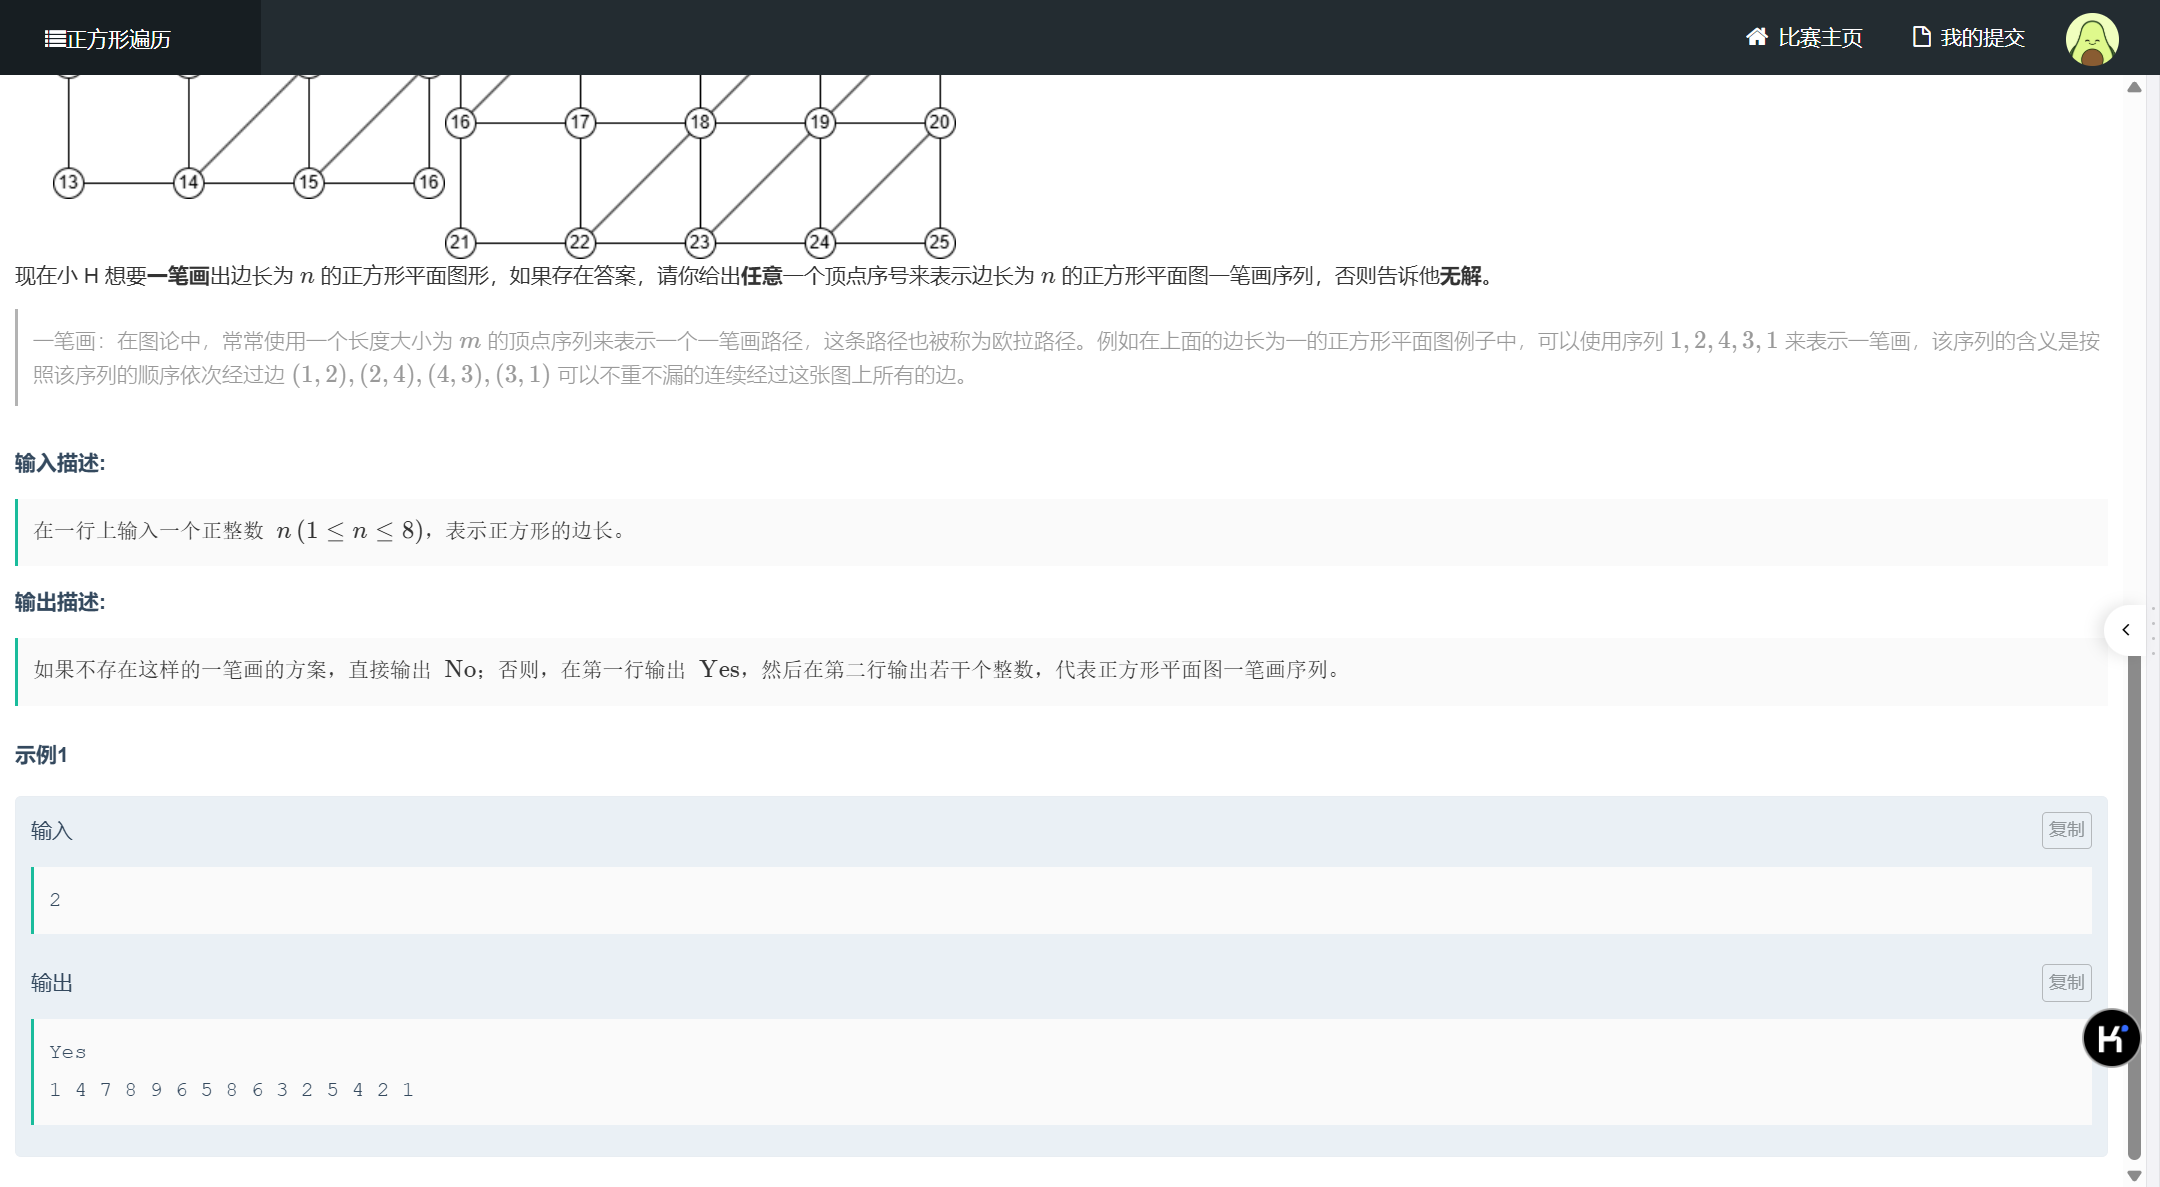 正方形遍历
比赛主页 我的提交
16 17 18 19 20
13 14 15 16
21 22 23 24 25
现在小 H 想要一笔画出边长为 n 的正方形平面图形，如果存在答案，请你给出任意一个顶点序号来表示边长为 n 的正方形平面图一笔画序列，否则告诉他无解。
一笔画：在图论中，常常使用一个长度大小为 m 的顶点序列来表示一个一笔画路径，这条路径也被称为欧拉路径。例如在上面的边长为一的正方形平面图例子中，可以使用序列 1, 2, 4, 3, 1 来表示一笔画，该序列的含义是按
照该序列的顺序依次经过边 (1, 2), (2, 4), (4, 3), (3, 1) 可以不重不漏的连续经过这张图上所有的边。
输入描述:
在一行上输入一个正整数 n (1 ≤ n ≤ 8)，表示正方形的边长。
输出描述:
如果不存在这样的一笔画的方案，直接输出 No；否则，在第一行输出 Yes，然后在第二行输出若干个整数，代表正方形平面图一笔画序列。
示例1
输入 复制
2
输出 复制
Yes
1 4 7 8 9 6 5 8 6 3 2 5 4 2 1